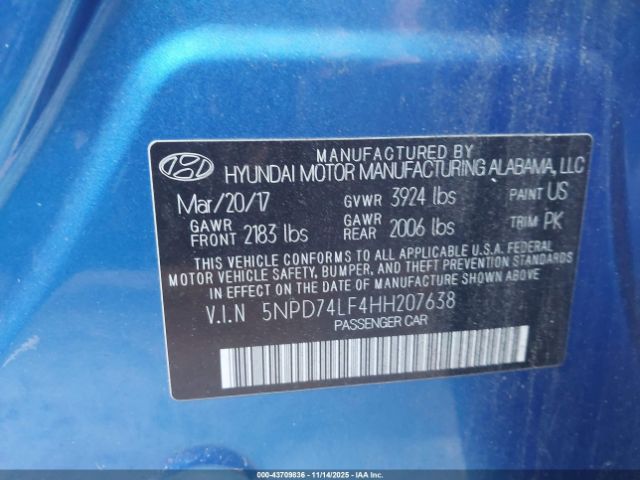 MANUFACTURED BY
HYUNDAI MOTOR MANUFACTURING ALABAMA, LLC
Mar/20/17 GVWR 3924 lbs PAINT US
GAWR FRONT 2183 lbs GAWR REAR 2006 lbs TRIM PK
THIS VEHICLE CONFORMS TO ALL APPLICABLE U.S.A. FEDERAL
MOTOR VEHICLE SAFETY, BUMPER, AND THEFT PREVENTION STANDARDS
IN EFFECT ON THE DATE OF MANUFACTURE SHOWN ABOVE.
V.I.N 5NPD74LF4HH207638
PASSENGER CAR
© IAA 00-43709836 - 11/14/2025 - Copart